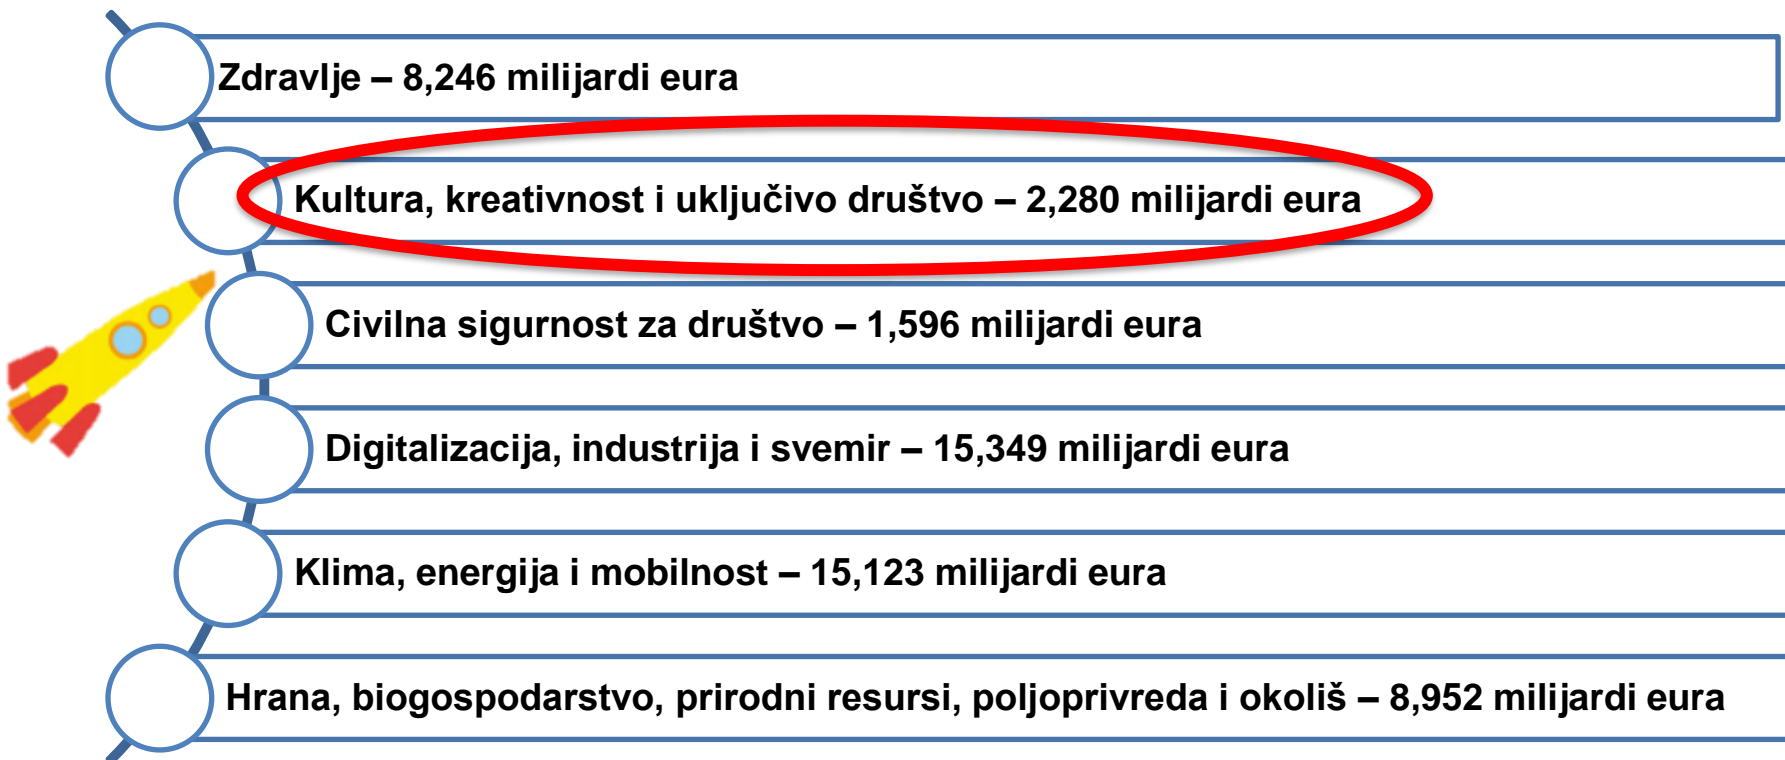 Zdravlje – 8,246 milijardi eura
Kultura, kreativnost i uključivo društvo – 2,280 milijardi eura
Civilna sigurnost za društvo – 1,596 milijardi eura
Digitalizacija, industrija i svemir – 15,349 milijardi eura
Klima, energija i mobilnost – 15,123 milijardi eura
Hrana, biogospodarstvo, prirodni resursi, poljoprivreda i okoliš – 8,952 milijardi eura